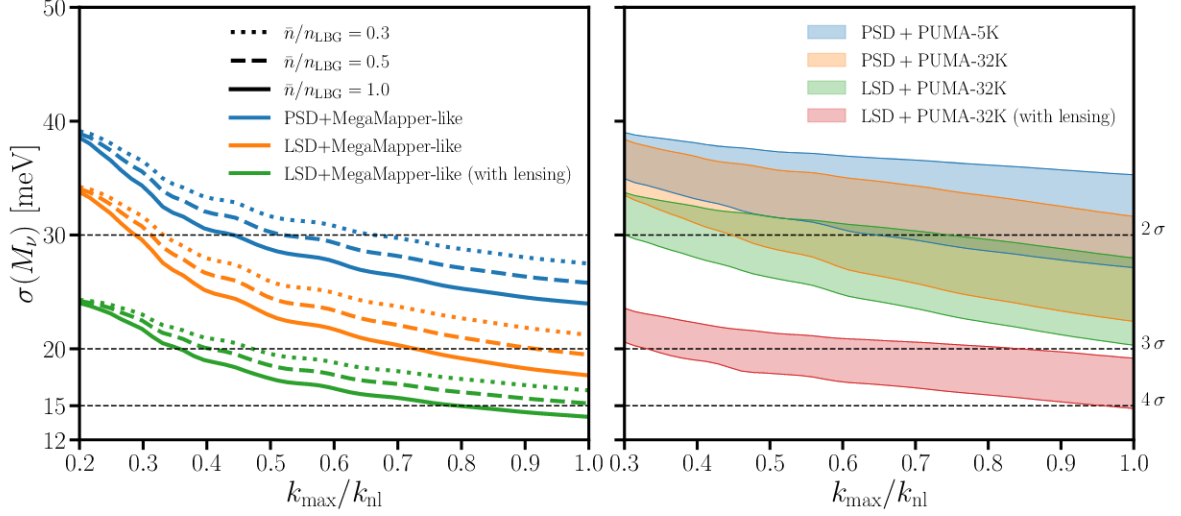 50
40
30
20
15
12
σ(M_ν) [meV]
n̄/n_LBG = 0.3
n̄/n_LBG = 0.5
n̄/n_LBG = 1.0
PSD+MegaMapper-like
LSD+MegaMapper-like
LSD+MegaMapper-like (with lensing)
0.2 0.3 0.4 0.5 0.6 0.7 0.8 0.9 1.0
k_max/k_nl
PSD + PUMA-5K
PSD + PUMA-32K
LSD + PUMA-32K
LSD + PUMA-32K (with lensing)
2 σ
3 σ
4 σ
0.3 0.4 0.5 0.6 0.7 0.8 0.9 1.0
k_max/k_nl